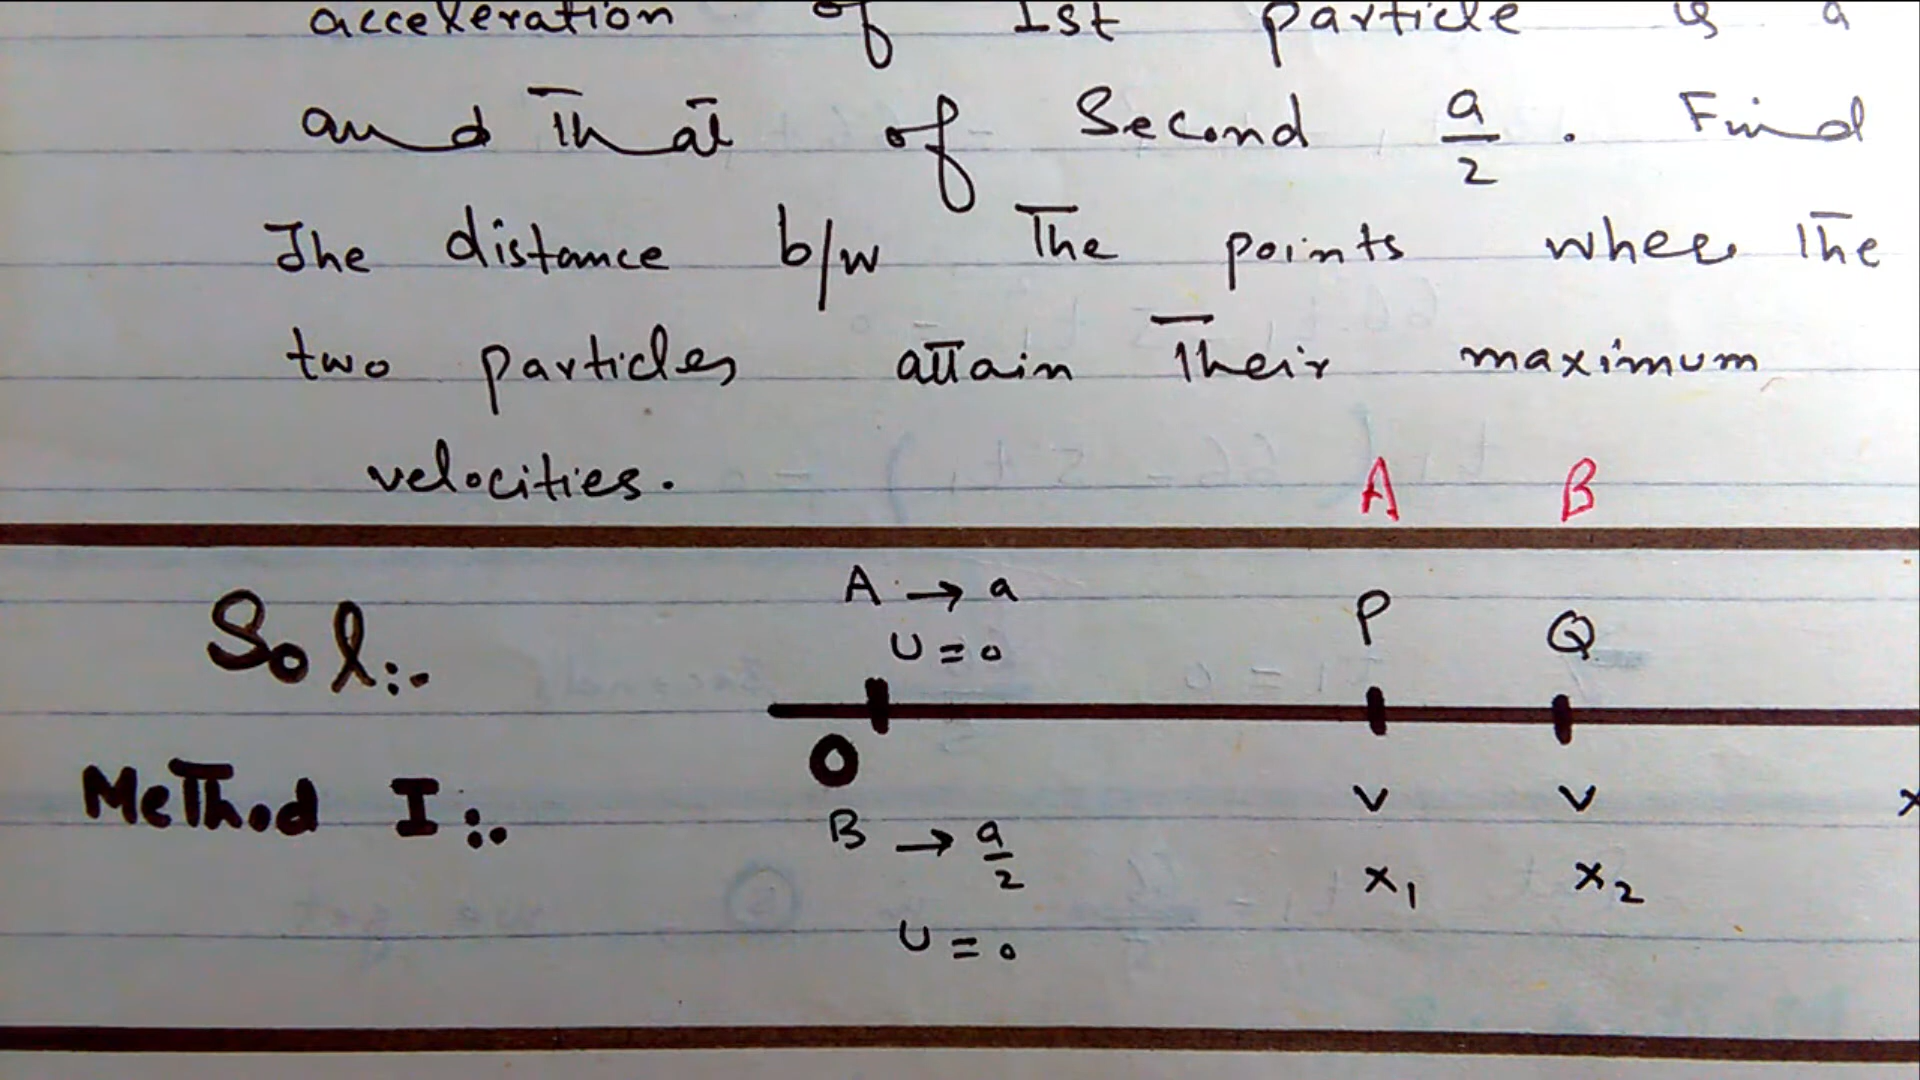 acceleration of 1st particle is a
and that of Second a/2 . Find
The distance b/w The points where The
two particles attain Their maximum
velocities.
A B
Sol:.
A → a
U = 0
P Q
O
Method I:.
B → a/2
U = 0
v v x
x1 x2